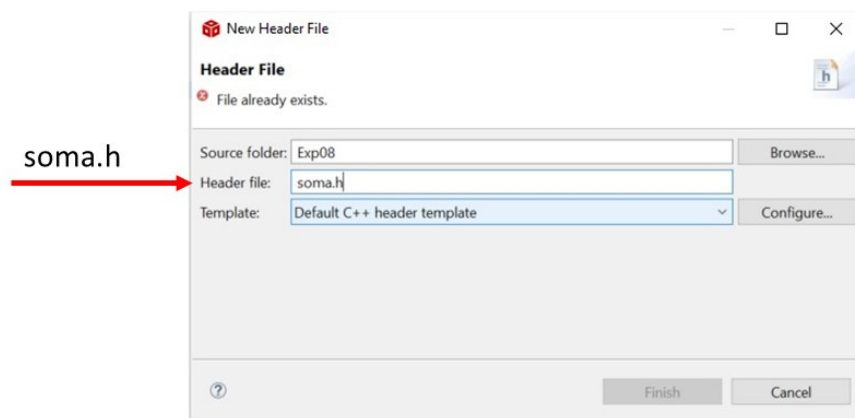 New Header File
Header File
File already exists.
soma.h
Source folder: Exp08 Browse...
Header file: soma.h
Template: Default C++ header template Configure...
Finish Cancel